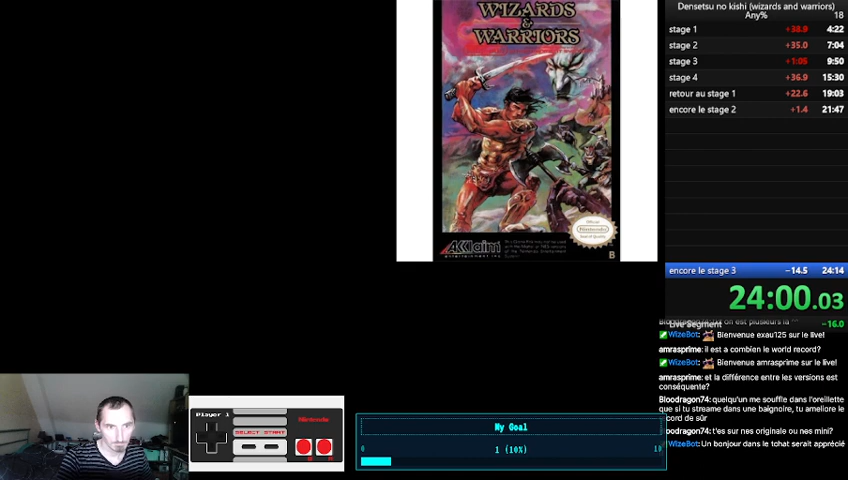 WIZARDS
&
WARRIORS
Official
Nintendo
AKKlaim
entertainment inc
B
Densetsu no kishi (wizards and warriors)
Any%
18
stage 1 +38.9 4:22
stage 2 +35.0 7:04
stage 3 +1:05 9:50
stage 4 +36.9 15:30
retour au stage 1 +22.6 19:03
encore le stage 2 +1.4 21:47
encore le stage 3 −14.5 24:14
24:00.03
Live Segment −16.0
WizeBot: Bienvenue exau125 sur le live!
amrasprime: il est a combien le world record?
WizeBot: Bienvenue amrasprime sur le live!
amrasprime: et la différence entre les versions est
conséquente?
Bloodragon74: quelqu'un me souffle dans l'oreillette
que si tu streame dans une baignoire, tu ameliore le
cord de sûr
oodragon74: t'es sur nes originale ou nes mini?
WizeBot: Un bonjour dans le tchat serait apprécié
Player 1
Nintendo
SELECT START
My Goal
0 1 (10%) 10